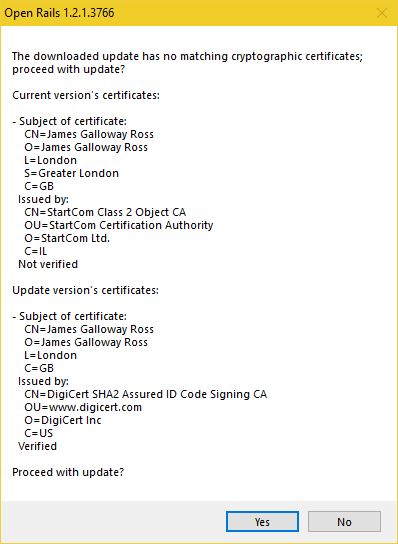 Open Rails 1.2.1.3766
The downloaded update has no matching cryptographic certificates;
proceed with update?
Current version's certificates:
- Subject of certificate:
CN=James Galloway Ross
O=James Galloway Ross
L=London
S=Greater London
C=GB
Issued by:
CN=StartCom Class 2 Object CA
OU=StartCom Certification Authority
O=StartCom Ltd.
C=IL
Not verified
Update version's certificates:
- Subject of certificate:
CN=James Galloway Ross
O=James Galloway Ross
L=London
C=GB
Issued by:
CN=DigiCert SHA2 Assured ID Code Signing CA
OU=www.digicert.com
O=DigiCert Inc
C=US
Verified
Proceed with update?
Yes
No